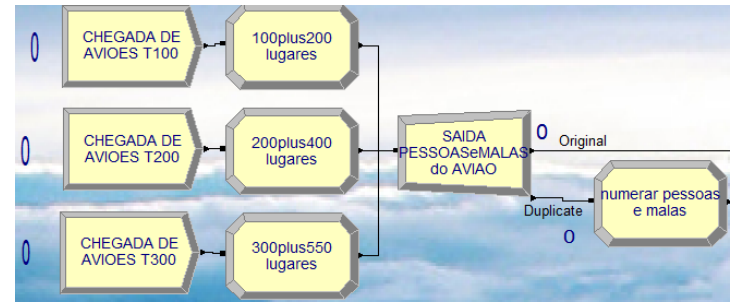 0
CHEGADA DE
AVIOES T100
100plus200
lugares
0
CHEGADA DE
AVIOES T200
200plus400
lugares
SAIDA
PESSOASeMALAS
do AVIAO
0
Original
Duplicate
0
numerar pessoas
e malas
0
CHEGADA DE
AVIOES T300
300plus550
lugares